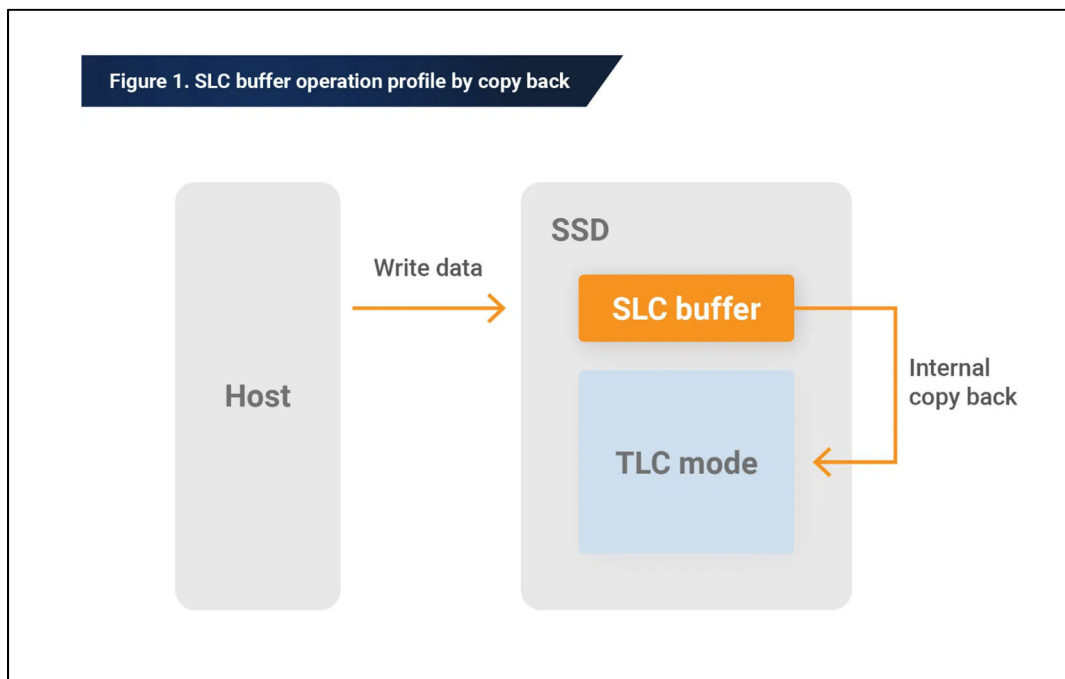 Figure 1. SLC buffer operation profile by copy back
SSD
Write data
SLC buffer
Host
Internal
copy back
TLC mode